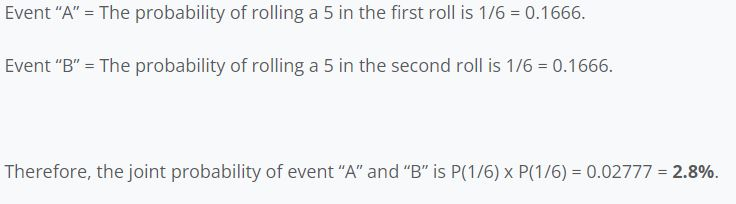 Event “A” = The probability of rolling a 5 in the first roll is 1/6 = 0.1666.
Event “B” = The probability of rolling a 5 in the second roll is 1/6 = 0.1666.
Therefore, the joint probability of event “A” and “B” is P(1/6) x P(1/6) = 0.02777 = 2.8%.